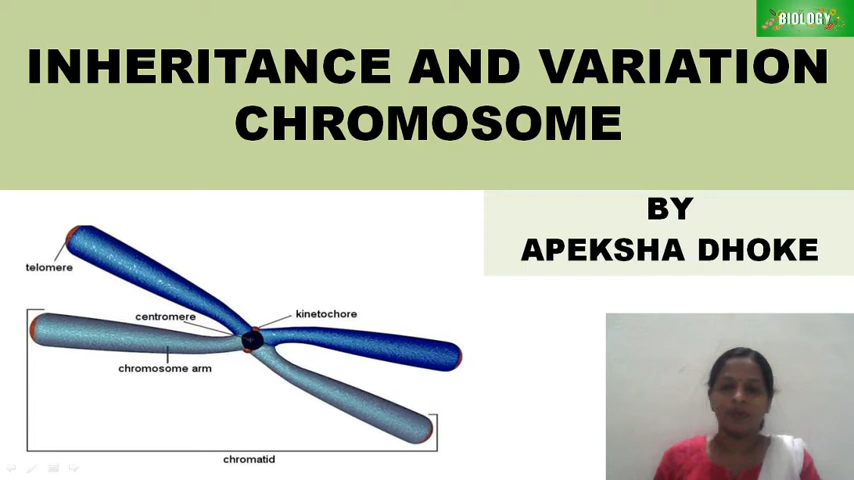 BIOLOGY
INHERITANCE AND VARIATION
CHROMOSOME
BY
APEKSHA DHOKE
telomere
centromere
kinetochore
chromosome arm
chromatid